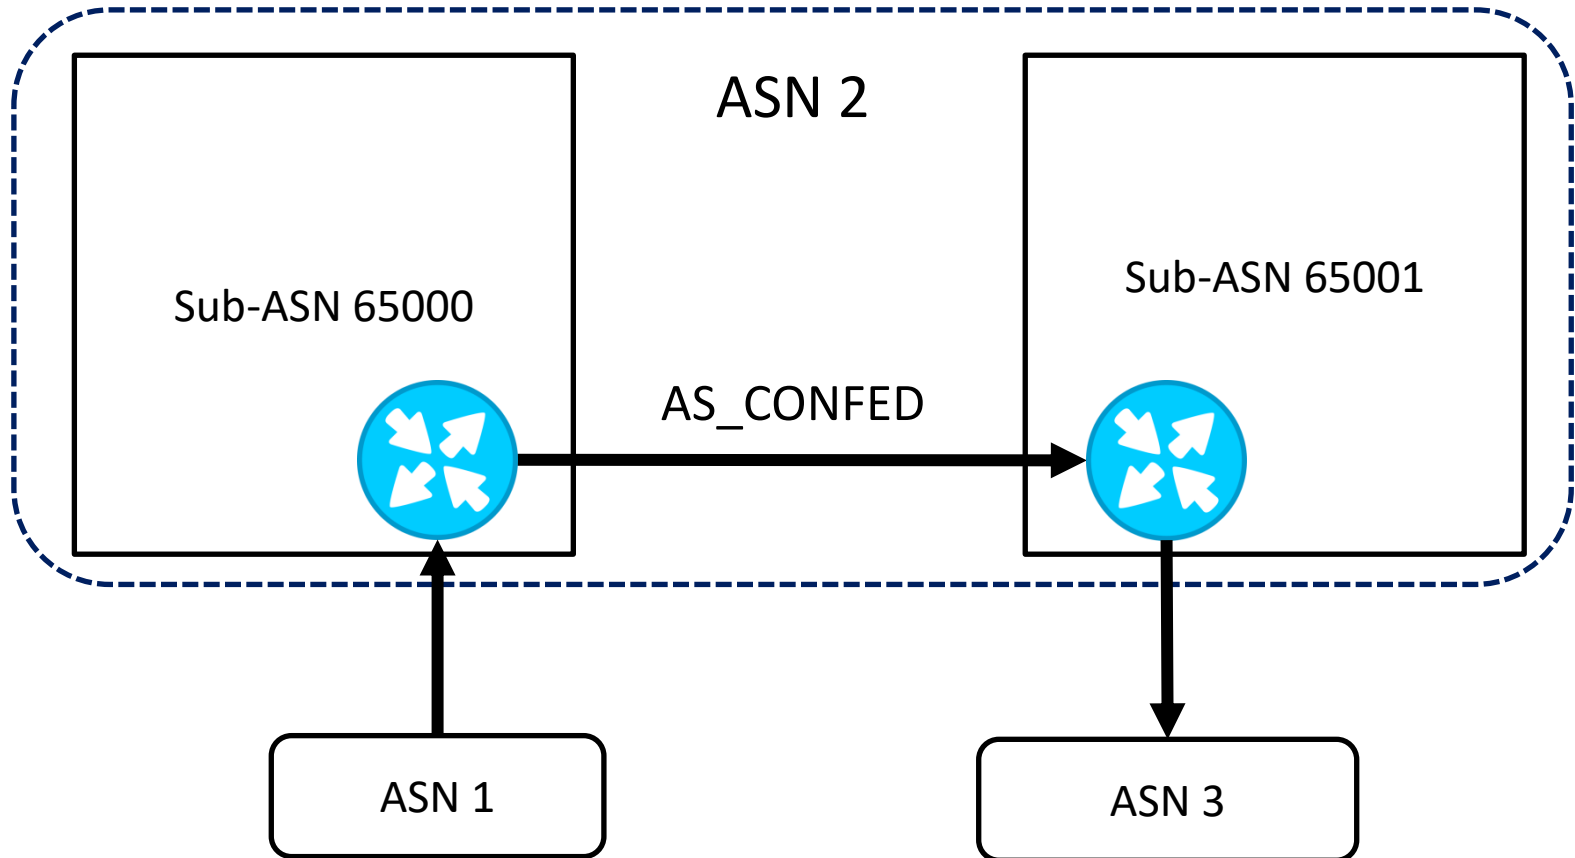 ASN 2
Sub-ASN 65000
Sub-ASN 65001
AS_CONFED
ASN 1
ASN 3